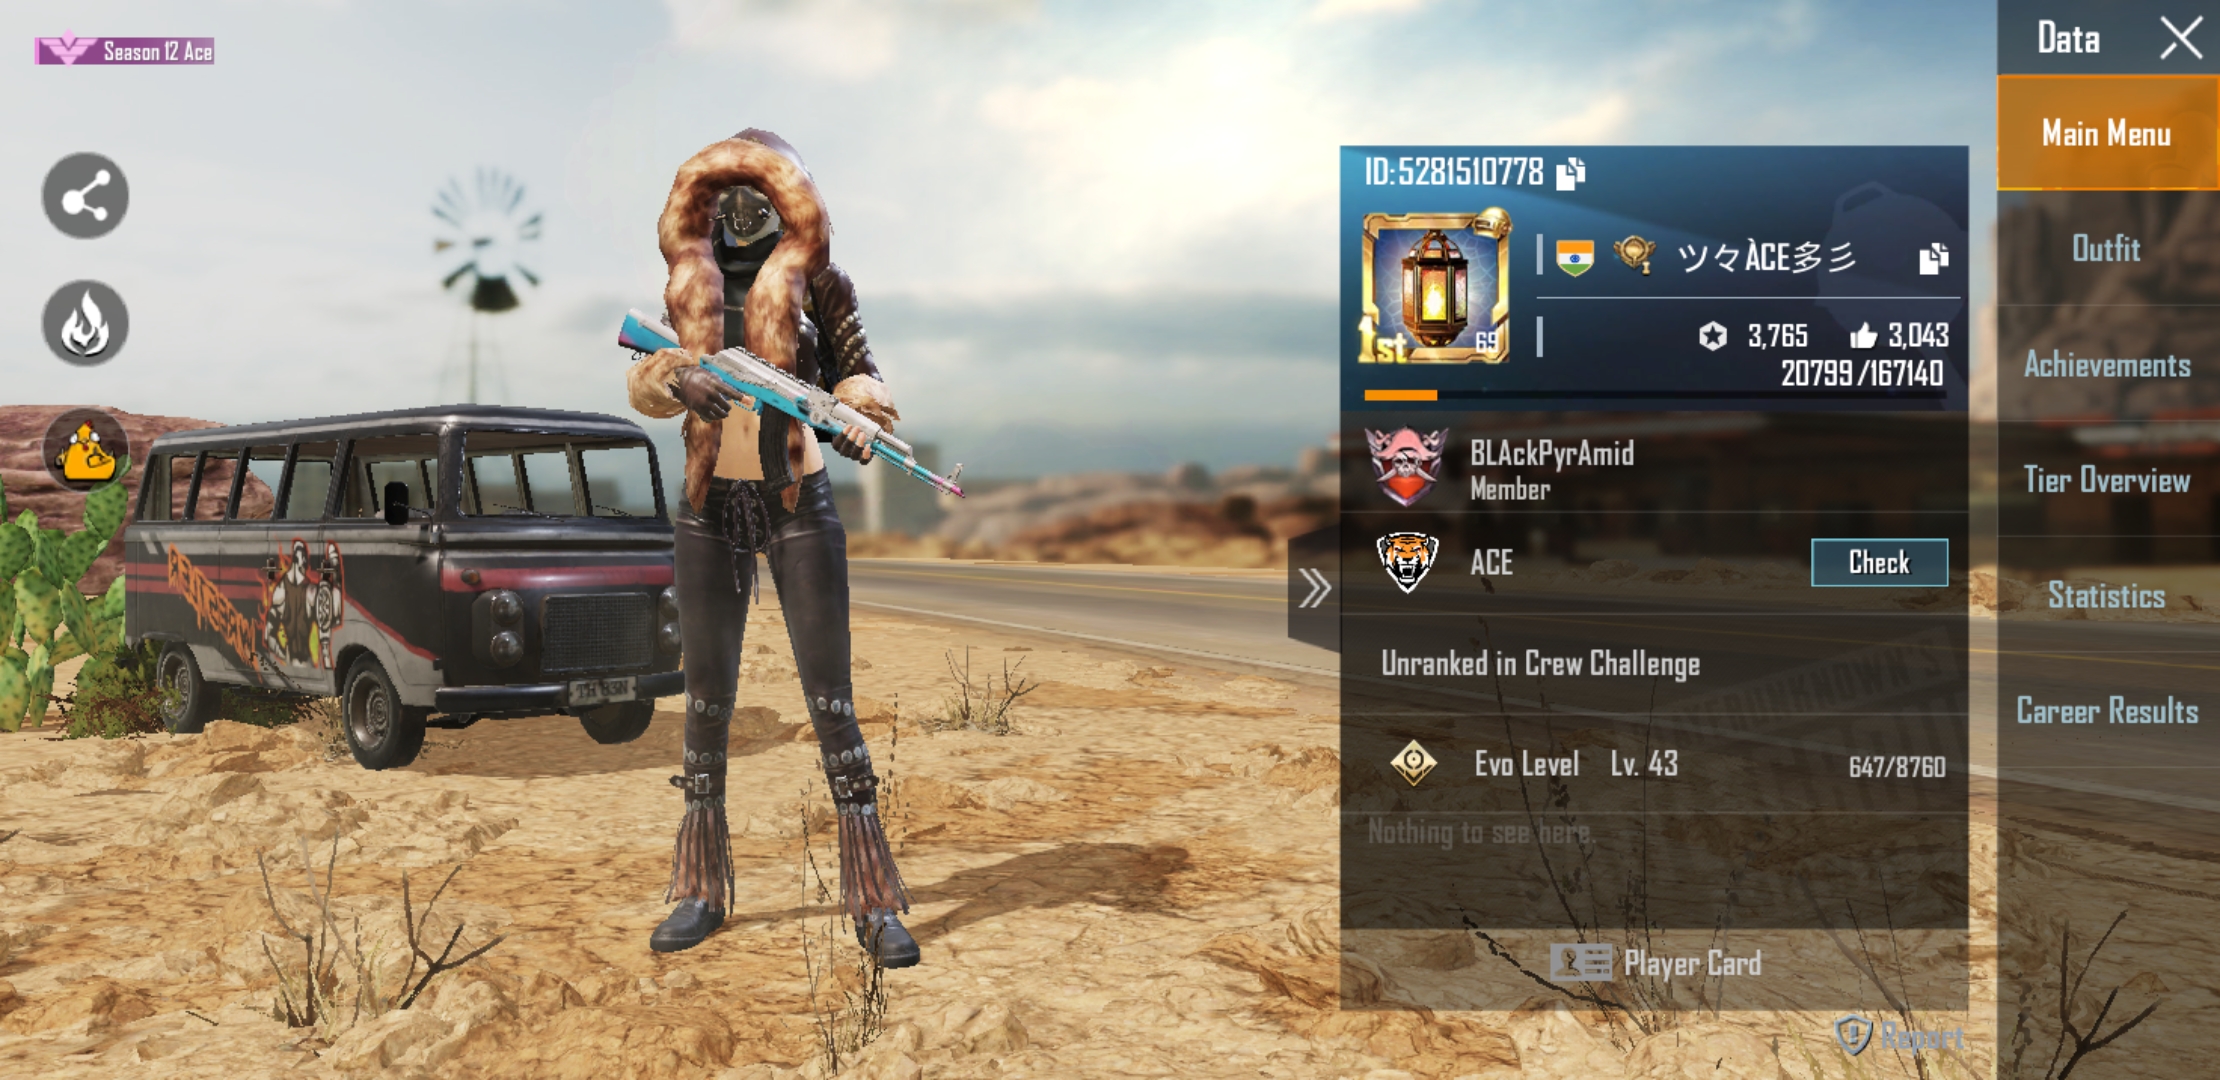 Season 12 Ace
Data
Main Menu
Outfit
Achievements
Tier Overview
Statistics
Career Results
ID:5281510778
1st
69
ツ々ÀCE多彡
3,765
3,043
20799/167140
BLAckPyrAmid
Member
ACE
Check
Unranked in Crew Challenge
Evo Level Lv. 43
647/8760
Nothing to see here.
Player Card
Report